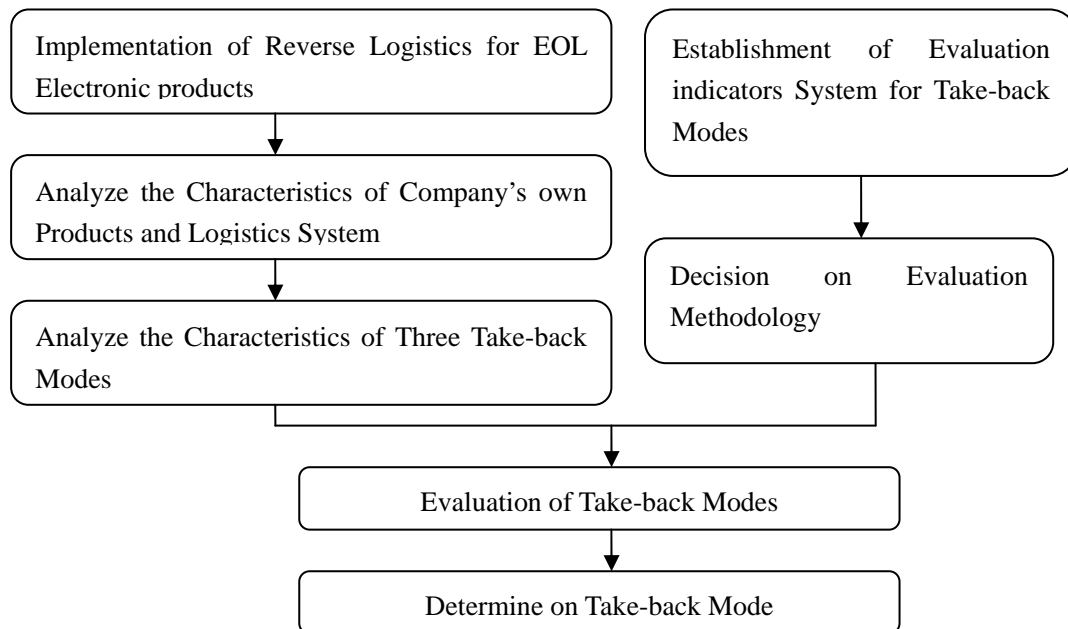 Implementation of Reverse Logistics for EOL
Electronic products
Analyze the Characteristics of Company’s own
Products and Logistics System
Analyze the Characteristics of Three Take-back
Modes
Establishment of Evaluation
indicators System for Take-back
Modes
Decision on Evaluation
Methodology
Evaluation of Take-back Modes
Determine on Take-back Mode